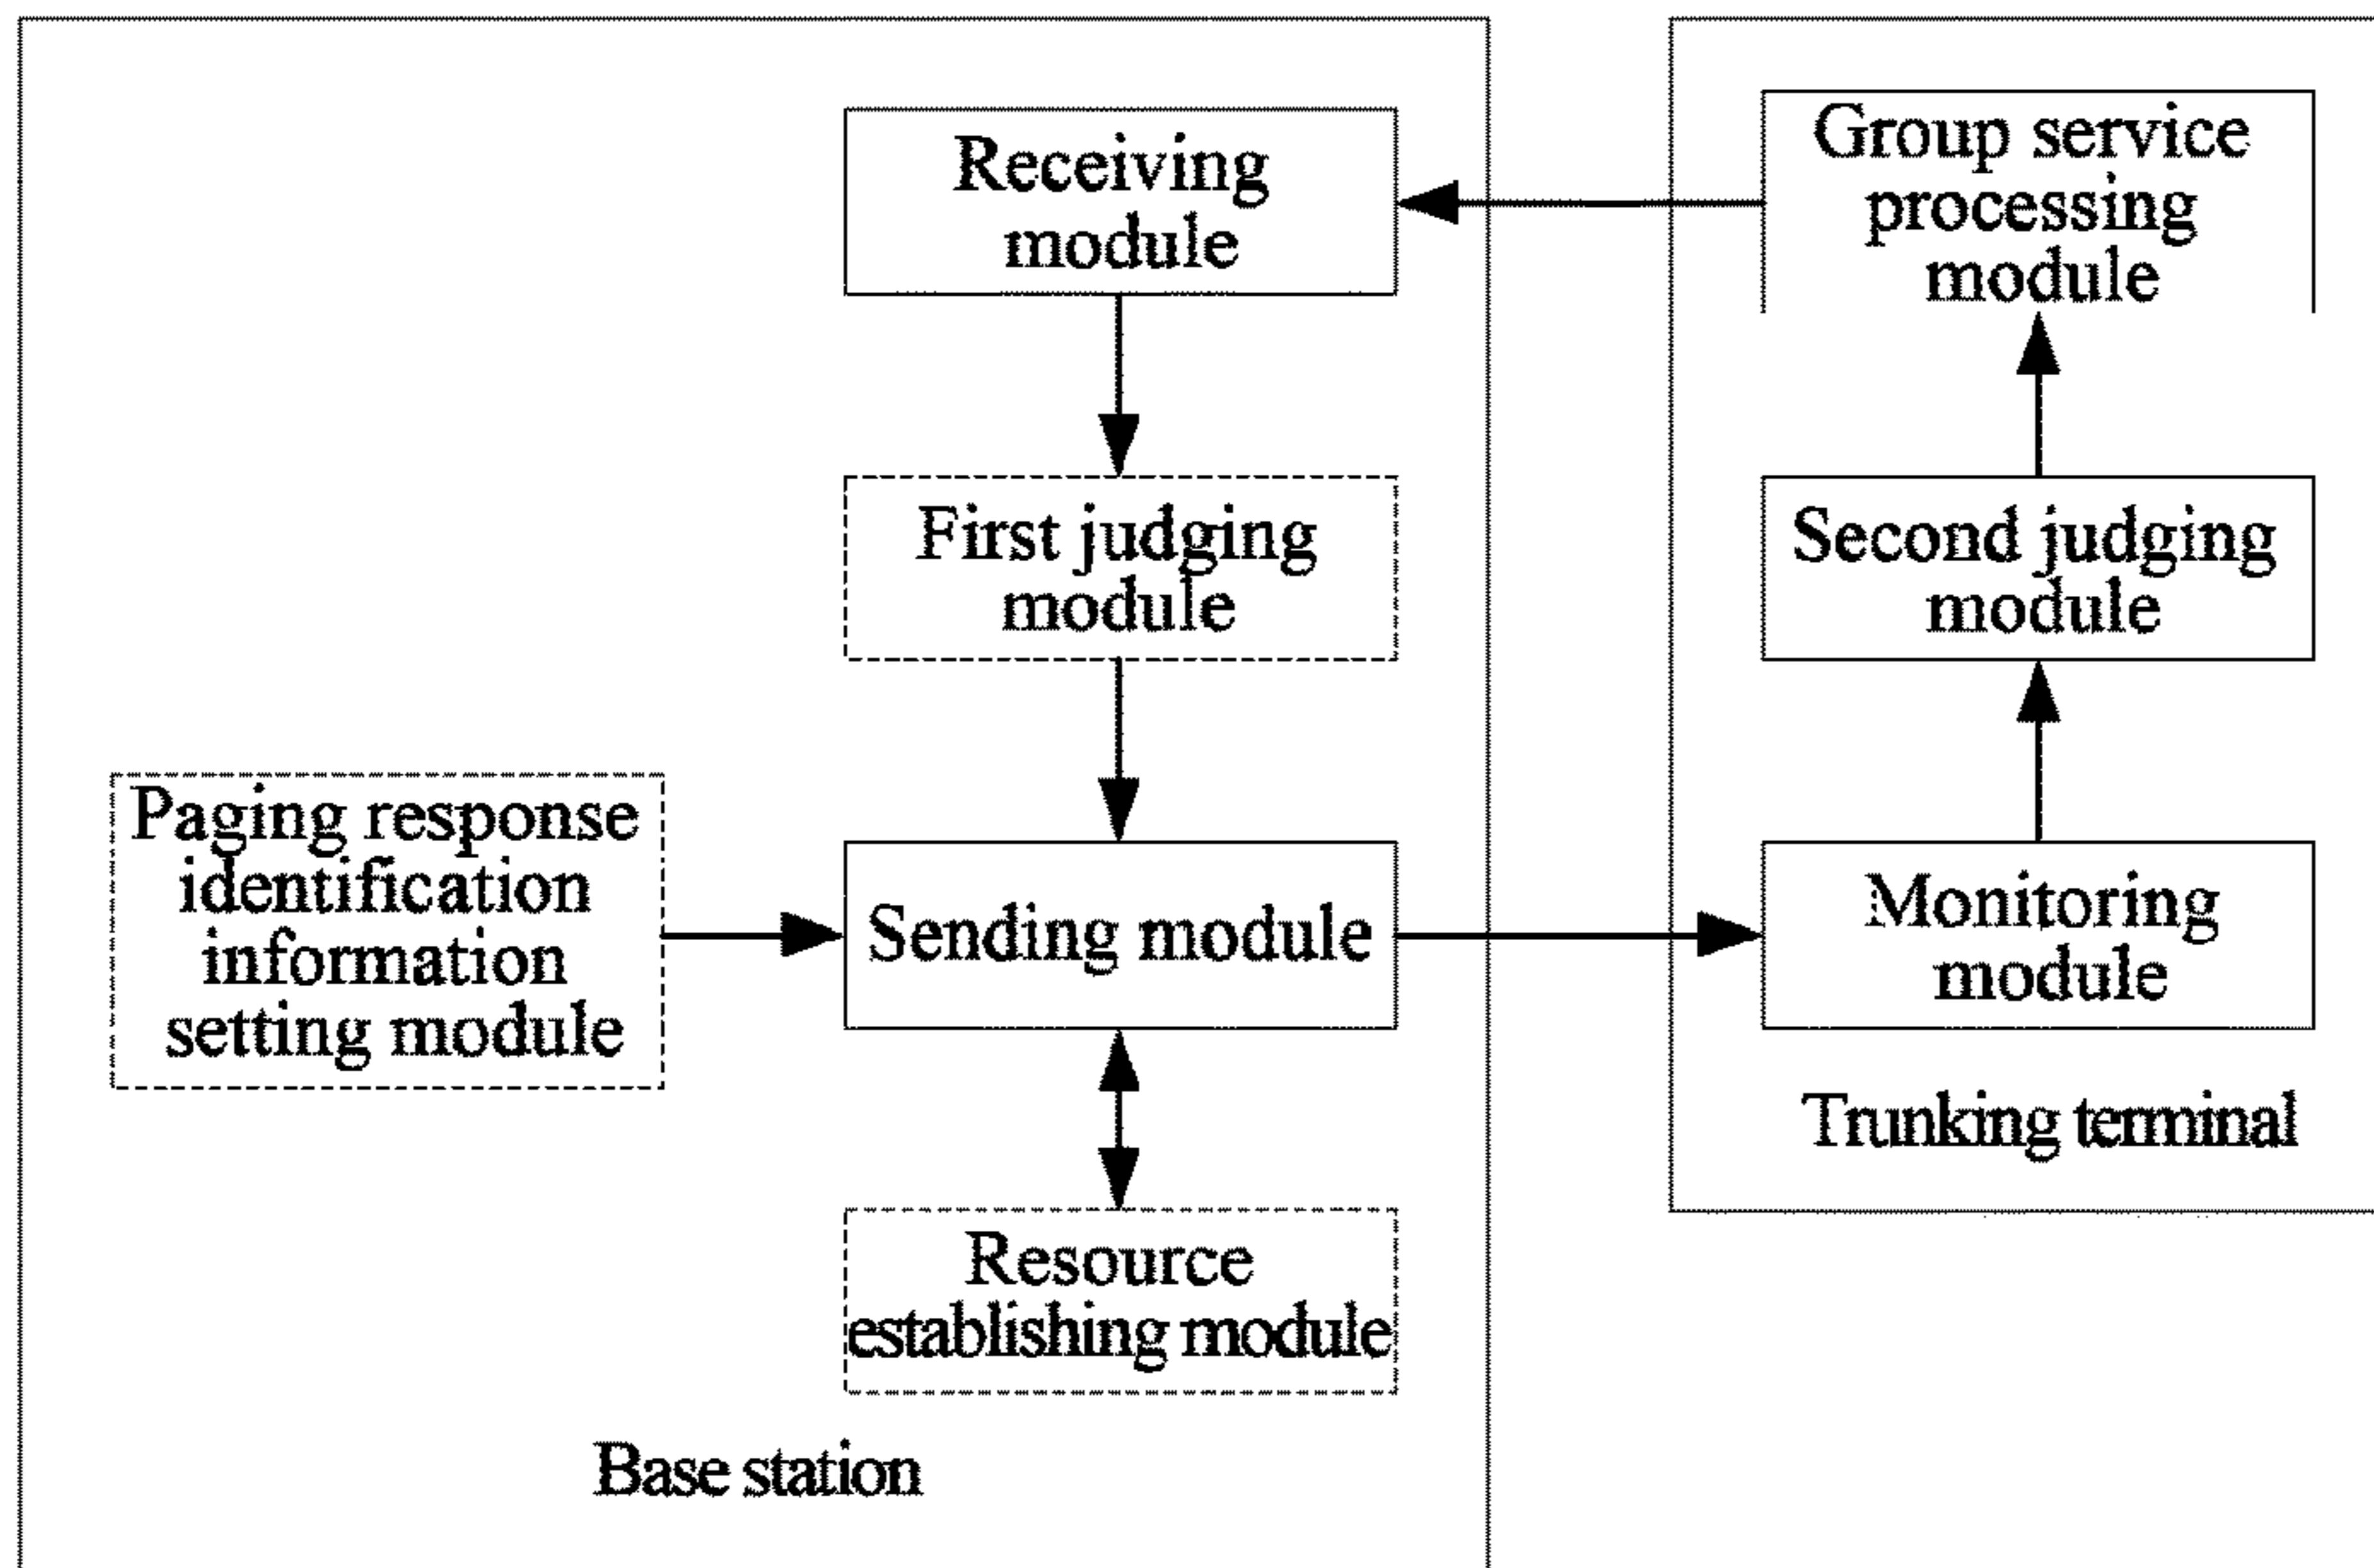 Receiving
module
Group service
processing
module
First judging
module
Second judging
module
Paging response
identification
information
setting module
Sending module
Monitoring
module
Trunking terminal
Resource
establishing module
Base station